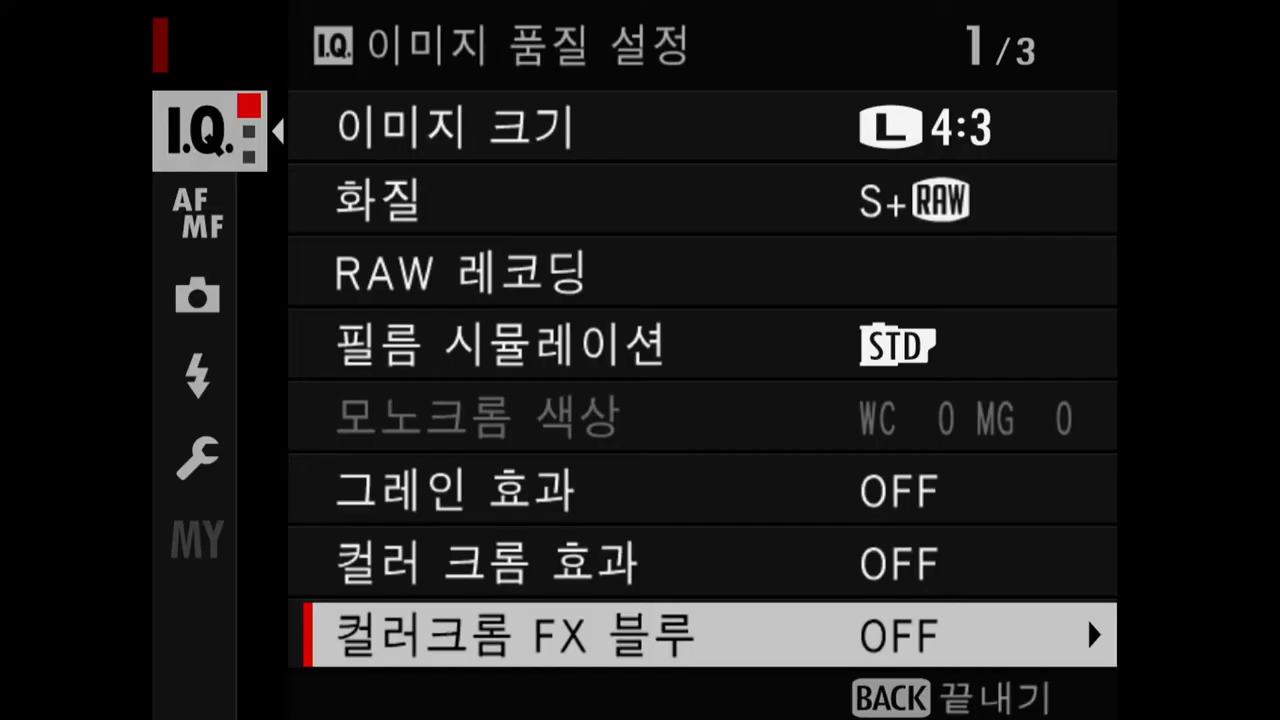 I.Q. 이미지 품질 설정 1/3
I.Q.
이미지 크기 L 4:3
화질 S+RAW
AF
MF
RAW 레코딩
필름 시뮬레이션 STD
모노크롬 색상 WC 0 MG 0
그레인 효과 OFF
MY
컬러 크롬 효과 OFF
컬러크롬 FX 블루 OFF
BACK 끝내기